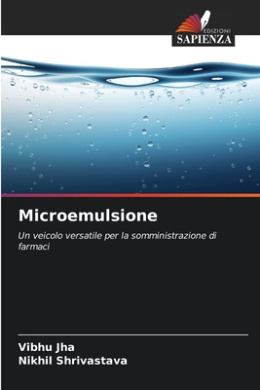 EDIZIONI
SAPIENZA
Microemulsione
Un veicolo versatile per la somministrazione di
farmaci
Vibhu Jha
Nikhil Shrivastava